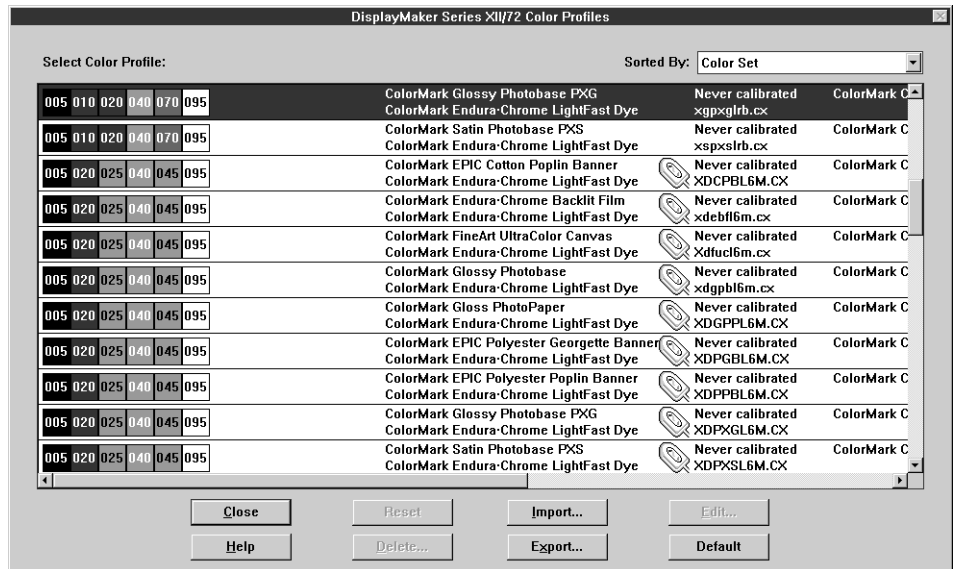 DisplayMaker Series XII/72 Color Profiles
Select Color Profile: Sorted By: Color Set
005 010 020 040 070 095 ColorMark Glossy Photobase PXG Never calibrated ColorMark C
ColorMark Endura·Chrome LightFast Dye xgpxglrb.cx
005 010 020 040 070 095 ColorMark Satin Photobase PXS Never calibrated ColorMark C
ColorMark Endura·Chrome LightFast Dye xspxslrb.cx
005 020 025 040 045 095 ColorMark EPIC Cotton Poplin Banner Never calibrated ColorMark C
ColorMark Endura·Chrome LightFast Dye XDCPBL6M.CX
005 020 025 040 045 095 ColorMark Endura·Chrome Backlit Film Never calibrated ColorMark C
ColorMark Endura·Chrome LightFast Dye xdebfl6m.cx
005 020 025 040 045 095 ColorMark FineArt UltraColor Canvas Never calibrated ColorMark C
ColorMark Endura·Chrome LightFast Dye Xdfucl6m.cx
005 020 025 040 045 095 ColorMark Glossy Photobase Never calibrated ColorMark C
ColorMark Endura·Chrome LightFast Dye xdgpbl6m.cx
005 020 025 040 045 095 ColorMark Gloss PhotoPaper Never calibrated ColorMark C
ColorMark Endura·Chrome LightFast Dye XDGPPL6M.CX
005 020 025 040 045 095 ColorMark EPIC Polyester Georgette Banner Never calibrated ColorMark C
ColorMark Endura·Chrome LightFast Dye XDPGBL6M.CX
005 020 025 040 045 095 ColorMark EPIC Polyester Poplin Banner Never calibrated ColorMark C
ColorMark Endura·Chrome LightFast Dye XDPPBL6M.CX
005 020 025 040 045 095 ColorMark Glossy Photobase PXG Never calibrated ColorMark C
ColorMark Endura·Chrome LightFast Dye XDPXGL6M.CX
005 020 025 040 045 095 ColorMark Satin Photobase PXS Never calibrated ColorMark C
ColorMark Endura·Chrome LightFast Dye XDPXSL6M.CX
Close Reset Import... Edit...
Help Delete... Export... Default